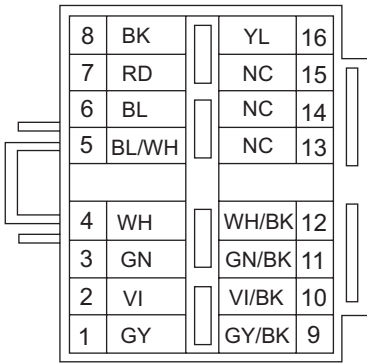 8 BK YL 16
7 RD NC 15
6 BL NC 14
5 BL/WH NC 13
4 WH WH/BK 12
3 GN GN/BK 11
2 VI VI/BK 10
1 GY GY/BK 9